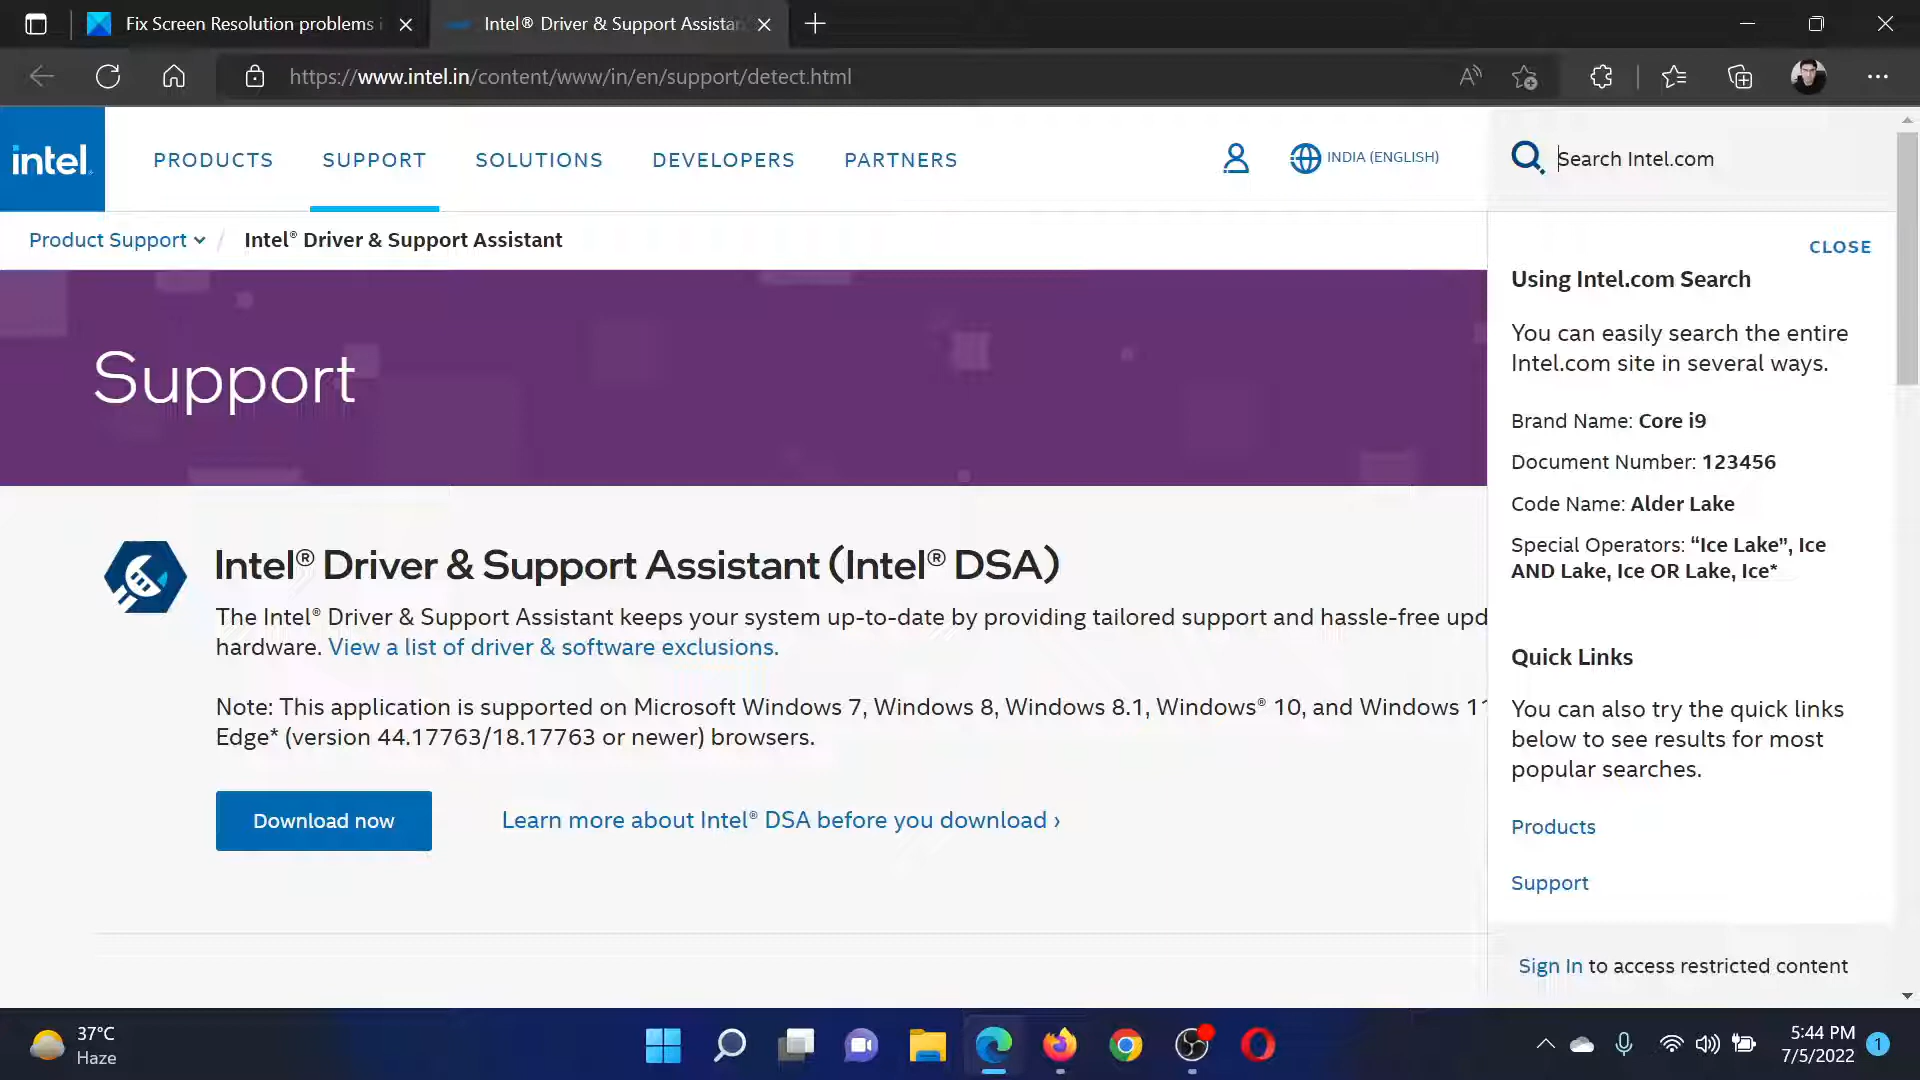 Fix Screen Resolution problems i
Intel® Driver & Support Assistan
https://www.intel.in/content/www/in/en/support/detect.html
intel.
PRODUCTS
SUPPORT
SOLUTIONS
DEVELOPERS
PARTNERS
INDIA (ENGLISH)
Search Intel.com
Product Support / Intel® Driver & Support Assistant
CLOSE
Support
Intel® Driver & Support Assistant (Intel® DSA)
The Intel® Driver & Support Assistant keeps your system up-to-date by providing tailored support and hassle-free upd
hardware. View a list of driver & software exclusions.
Note: This application is supported on Microsoft Windows 7, Windows 8, Windows 8.1, Windows® 10, and Windows 11
Edge* (version 44.17763/18.17763 or newer) browsers.
Download now
Learn more about Intel® DSA before you download ›
Using Intel.com Search
You can easily search the entire
Intel.com site in several ways.
Brand Name: Core i9
Document Number: 123456
Code Name: Alder Lake
Special Operators: “Ice Lake”, Ice
AND Lake, Ice OR Lake, Ice*
Quick Links
You can also try the quick links
below to see results for most
popular searches.
Products
Support
Sign In to access restricted content
37°C
Haze
5:44 PM
7/5/2022
1